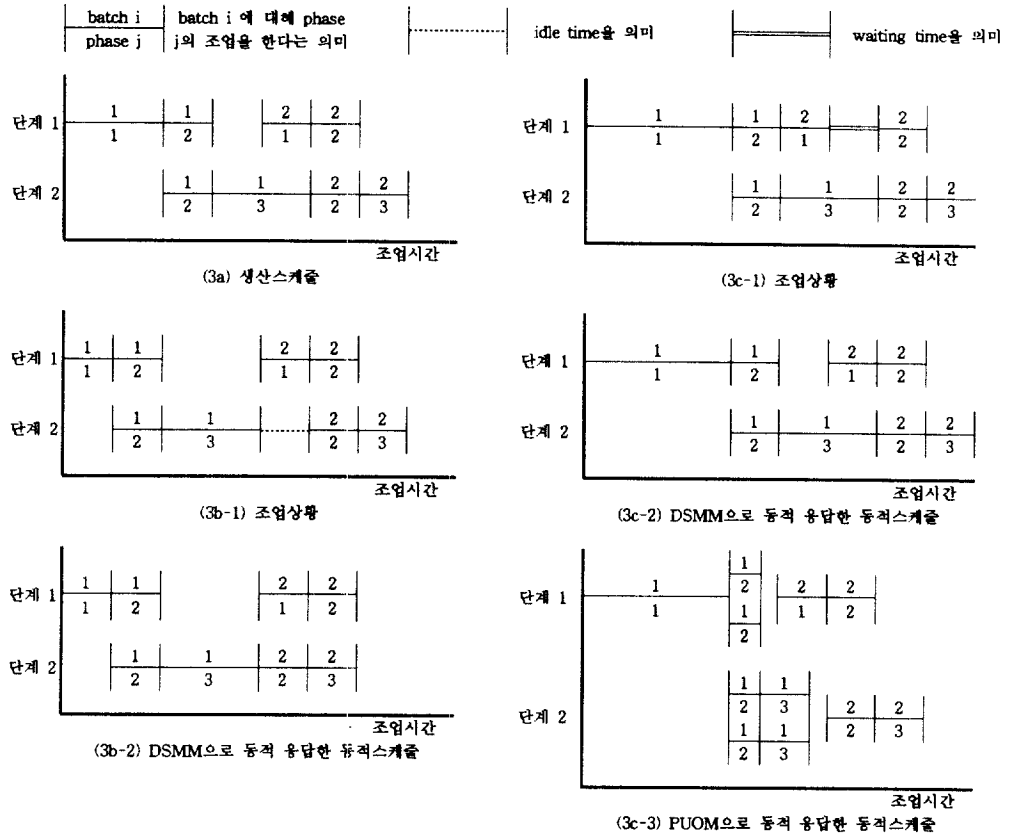 batch i
phase j
batch i 에 대해 phase
j의 조업을 한다는 의미
idle time을 의미
waiting time을 의미
단계 1
1 1 2 2
1 2 1 2
단계 2
1 1 2 2
2 3 2 3
조업시간
(3a) 생산스케줄
단계 1
1 1 2 2
1 2 1 2
단계 2
1 1 2 2
2 3 2 3
조업시간
(3c-1) 조업상황
단계 1
1 1 2 2
1 2 1 2
단계 2
1 1 2 2
2 3 2 3
조업시간
(3b-1) 조업상황
단계 1
1 1 2 2
1 2 1 2
단계 2
1 1 2 2
2 3 2 3
조업시간
(3c-2) DSMM으로 동적 응답한 동적스케줄
단계 1
1 1 2 2
1 2 1 2
단계 2
1 1 2 2
2 3 2 3
조업시간
(3b-2) DSMM으로 동적 응답한 동적스케줄
단계 1
1
1
1
2
1
2
2 2
1 2
단계 2
1 1
2 3
1 1
2 3
2 2
2 3
조업시간
(3c-3) PUOM으로 동적 응답한 동적스케줄